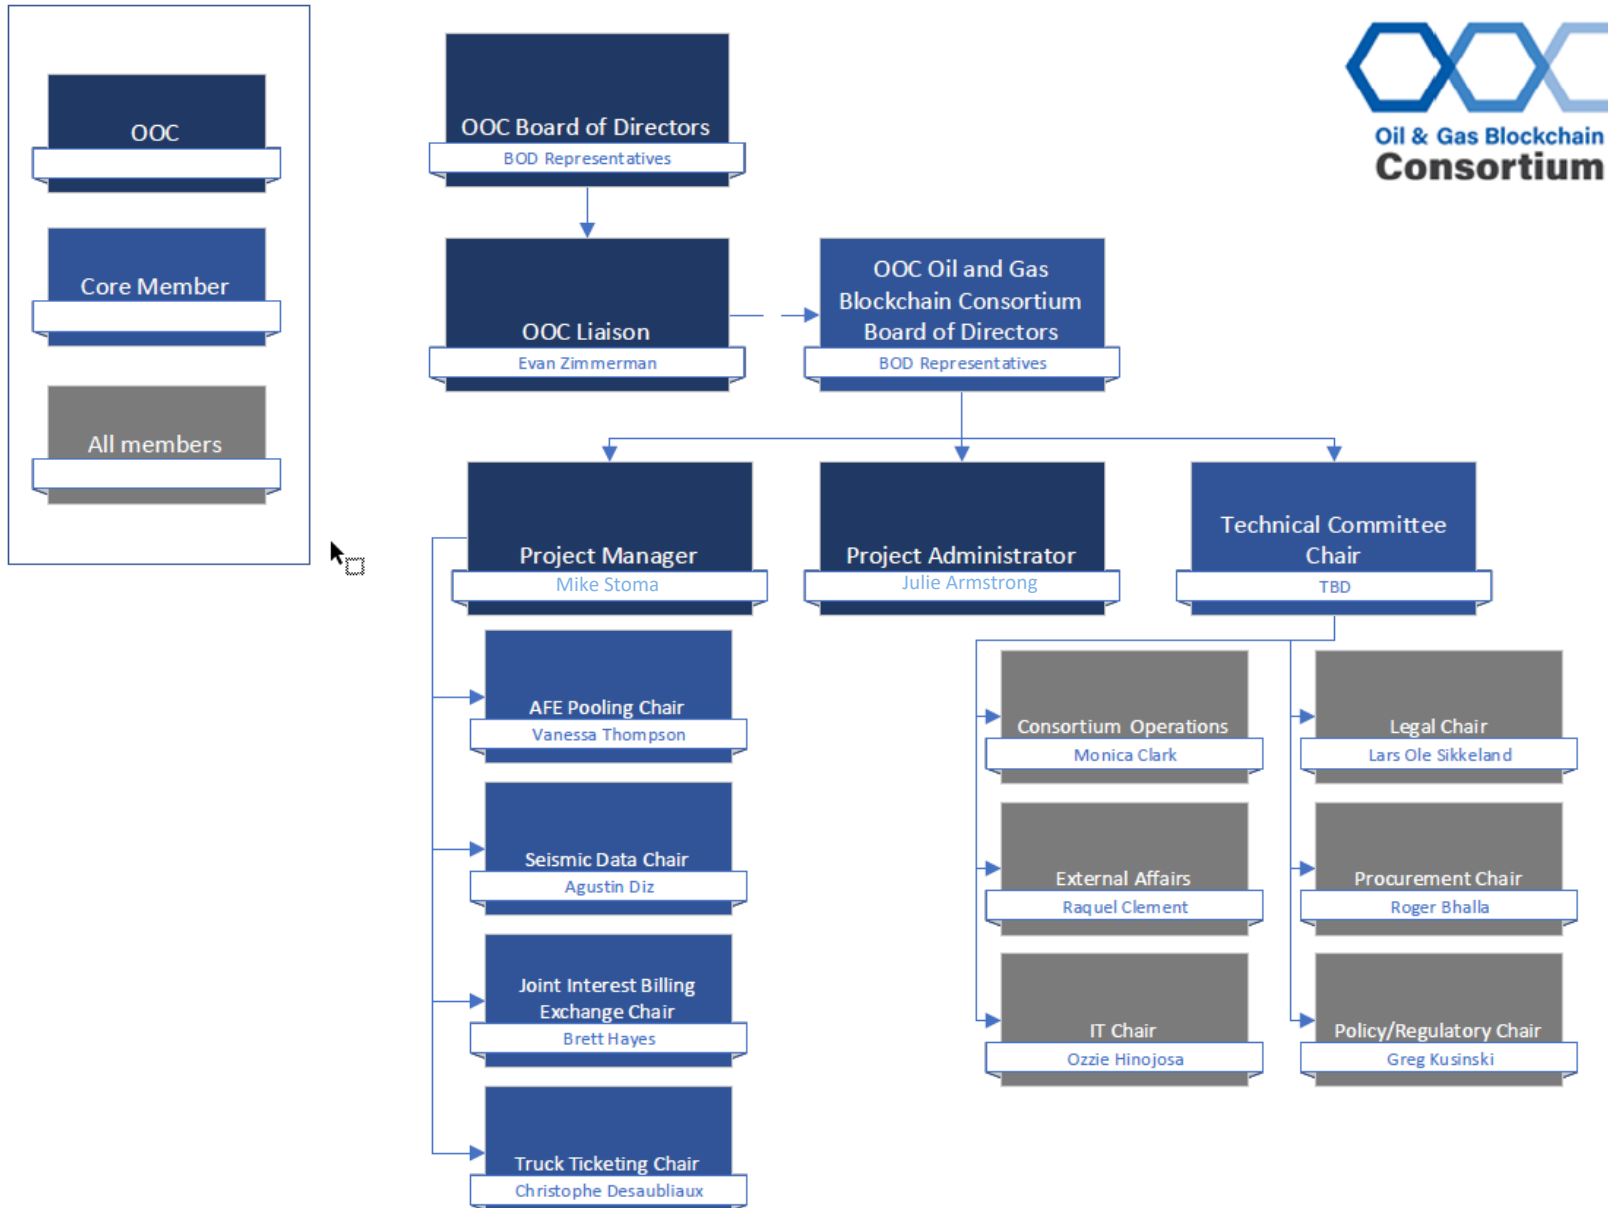 OOC
Core Member
All members
OOC Board of Directors
BOD Representatives
Oil & Gas Blockchain
Consortium
OOC Liaison
Evan Zimmerman
OOC Oil and Gas
Blockchain Consortium
Board of Directors
BOD Representatives
Project Manager
Mike Stoma
Project Administrator
Julie Armstrong
Technical Committee
Chair
TBD
AFE Pooling Chair
Vanessa Thompson
Seismic Data Chair
Agustin Diz
Joint Interest Billing
Exchange Chair
Brett Hayes
Truck Ticketing Chair
Christophe Desaubliaux
Consortium Operations
Monica Clark
External Affairs
Raquel Clement
IT Chair
Ozzie Hinojosa
Legal Chair
Lars Ole Sikkeland
Procurement Chair
Roger Bhalla
Policy/Regulatory Chair
Greg Kusinski